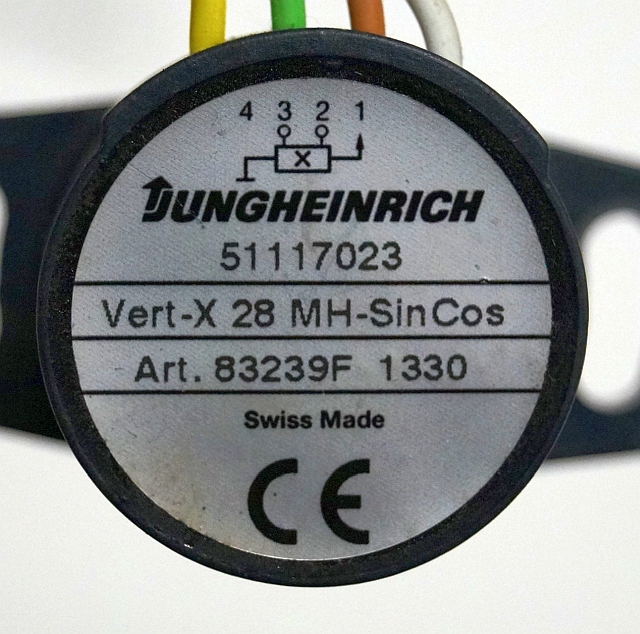 4 3 2 1
X
JUNGHEINRICH
51117023
Vert-X 28 MH-SinCos
Art. 83239F 1330
Swiss Made
CE